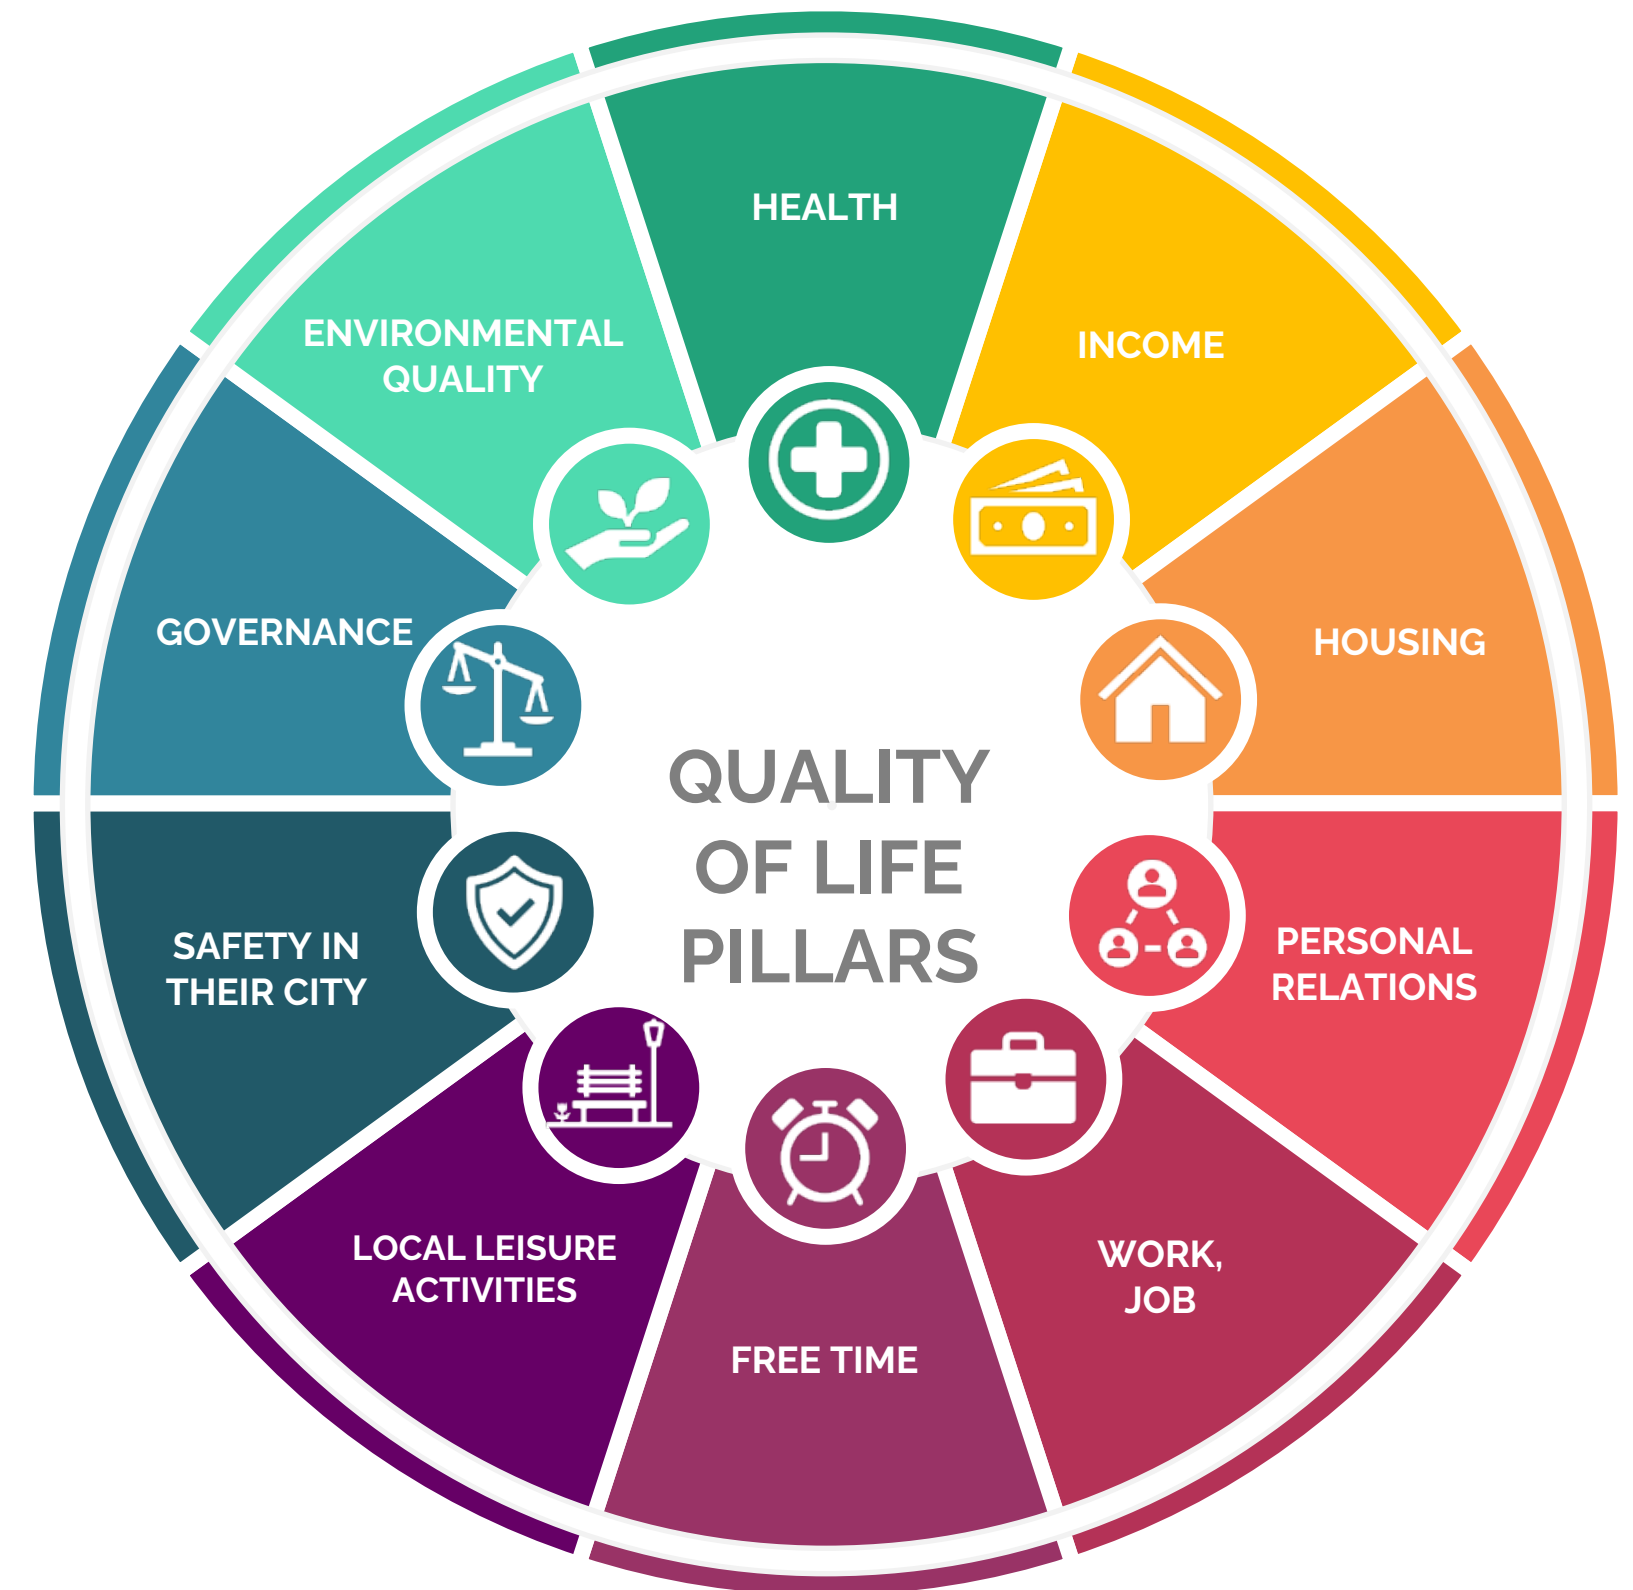 HEALTH
INCOME
HOUSING
PERSONAL
RELATIONS
WORK,
JOB
FREE TIME
LOCAL LEISURE
ACTIVITIES
SAFETY IN
THEIR CITY
GOVERNANCE
ENVIRONMENTAL
QUALITY
QUALITY
OF LIFE
PILLARS